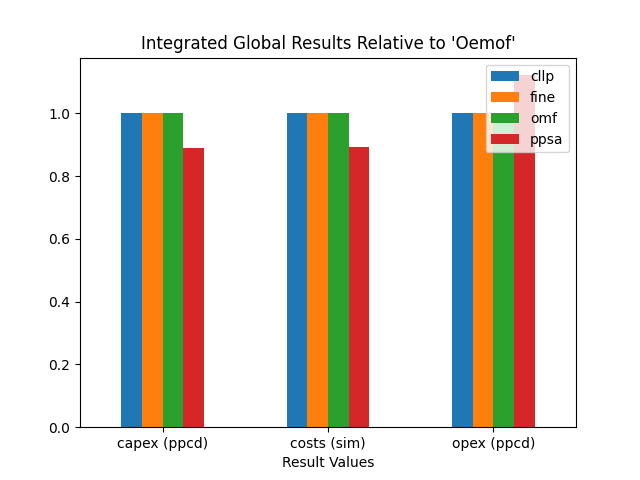 Integrated Global Results Relative to 'Oemof'
cllp
fine
omf
ppsa
1.0
0.8
0.6
0.4
0.2
0.0
capex (ppcd)
costs (sim)
opex (ppcd)
Result Values